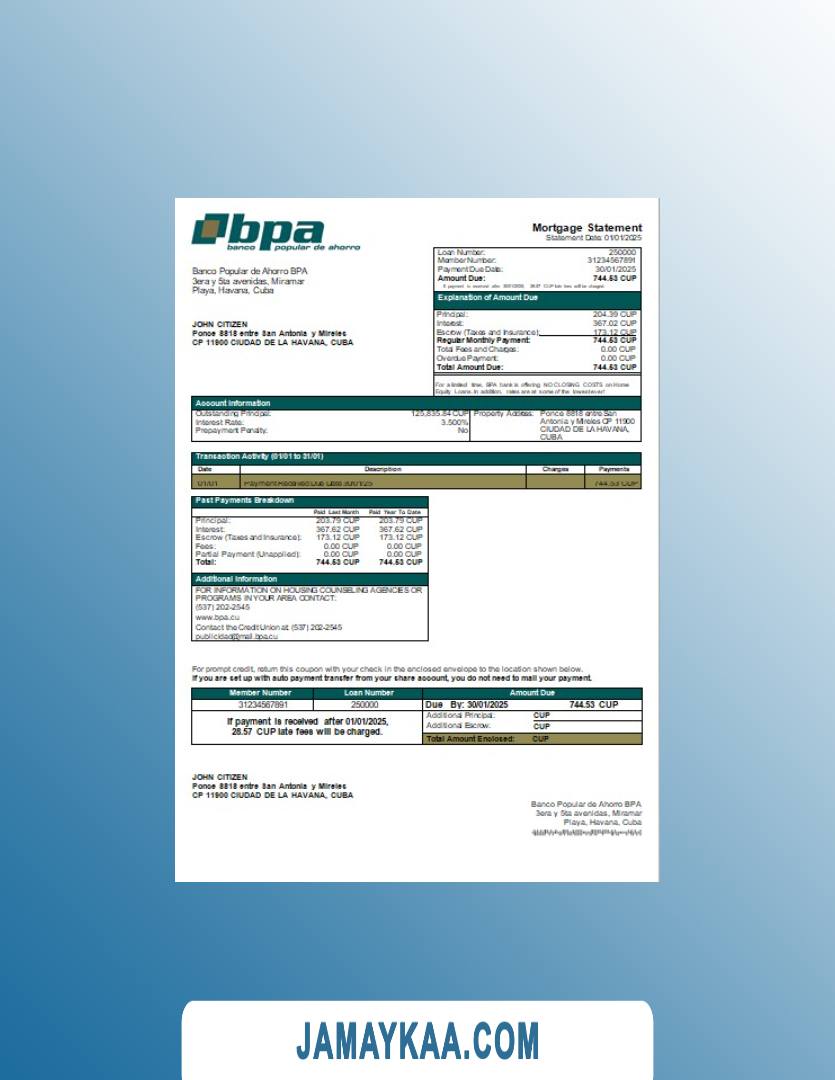 bpa
banco popular de ahorro
Mortgage Statement
Statement Date: 01/01/2025
Banco Popular de Ahorro BPA
3era y 5ta avenidas, Miramar
Playa, Havana, Cuba
Loan Number: 250000
Member Number: 31234567891
Payment Due Date: 30/01/2025
Amount Due: 744.53 CUP
JOHN CITIZEN
Ponce 8818 entre San Antonia y Mireles
CP 11900 CIUDAD DE LA HAVANA, CUBA
Explanation of Amount Due
Principal: 204.39 CUP
Interest: 367.02 CUP
Escrow (Taxes and Insurance): 173.12 CUP
Regular Monthly Payment: 744.53 CUP
Total Fees and Charges: 0.00 CUP
Overdue Payment: 0.00 CUP
Total Amount Due: 744.53 CUP
For a limited time, BPA bank is offering NO CLOSING COSTS on Home
Equity Loans. In addition, rates are at some of the lowest ever!
Account Information
Outstanding Principal: 125,835.84 CUP
Interest Rate: 3.500%
Prepayment Penalty: No
Property Address: Ponce 8818 entre San
Antonia y Mireles CP 11900
CIUDAD DE LA HAVANA,
CUBA
Transaction Activity (01/01 to 31/01)
Date Description Charges Payments
01/01 Payment Received Due Date 30/01/25 744.53 CUP
Past Payments Breakdown
Paid Last Month Paid Year To Date
Principal: 203.79 CUP 203.79 CUP
Interest: 367.62 CUP 367.62 CUP
Escrow (Taxes and Insurance): 173.12 CUP 173.12 CUP
Fees: 0.00 CUP 0.00 CUP
Partial Payment (Unapplied): 0.00 CUP 0.00 CUP
Total: 744.53 CUP 744.53 CUP
Additional Information
FOR INFORMATION ON HOUSING COUNSELING AGENCIES OR
PROGRAMS IN YOUR AREA CONTACT:
(537) 202-2545
www.bpa.cu
Contact the Credit Union at: (537) 202-2545
publicidad@mail.bpa.cu
For prompt credit, return this coupon with your check in the enclosed envelope to the location shown below.
If you are set up with auto payment transfer from your share account, you do not need to mail your payment.
Member Number Loan Number Amount Due
31234567891 250000 Due By: 30/01/2025 744.53 CUP
If payment is received after 01/01/2025,
28.57 CUP late fees will be charged.
Additional Principal: CUP
Additional Escrow: CUP
Total Amount Enclosed: CUP
JOHN CITIZEN
Ponce 8818 entre San Antonia y Mireles
CP 11900 CIUDAD DE LA HAVANA, CUBA
Banco Popular de Ahorro BPA
3era y 5ta avenidas, Miramar
Playa, Havana, Cuba
JAMAYKAA.COM